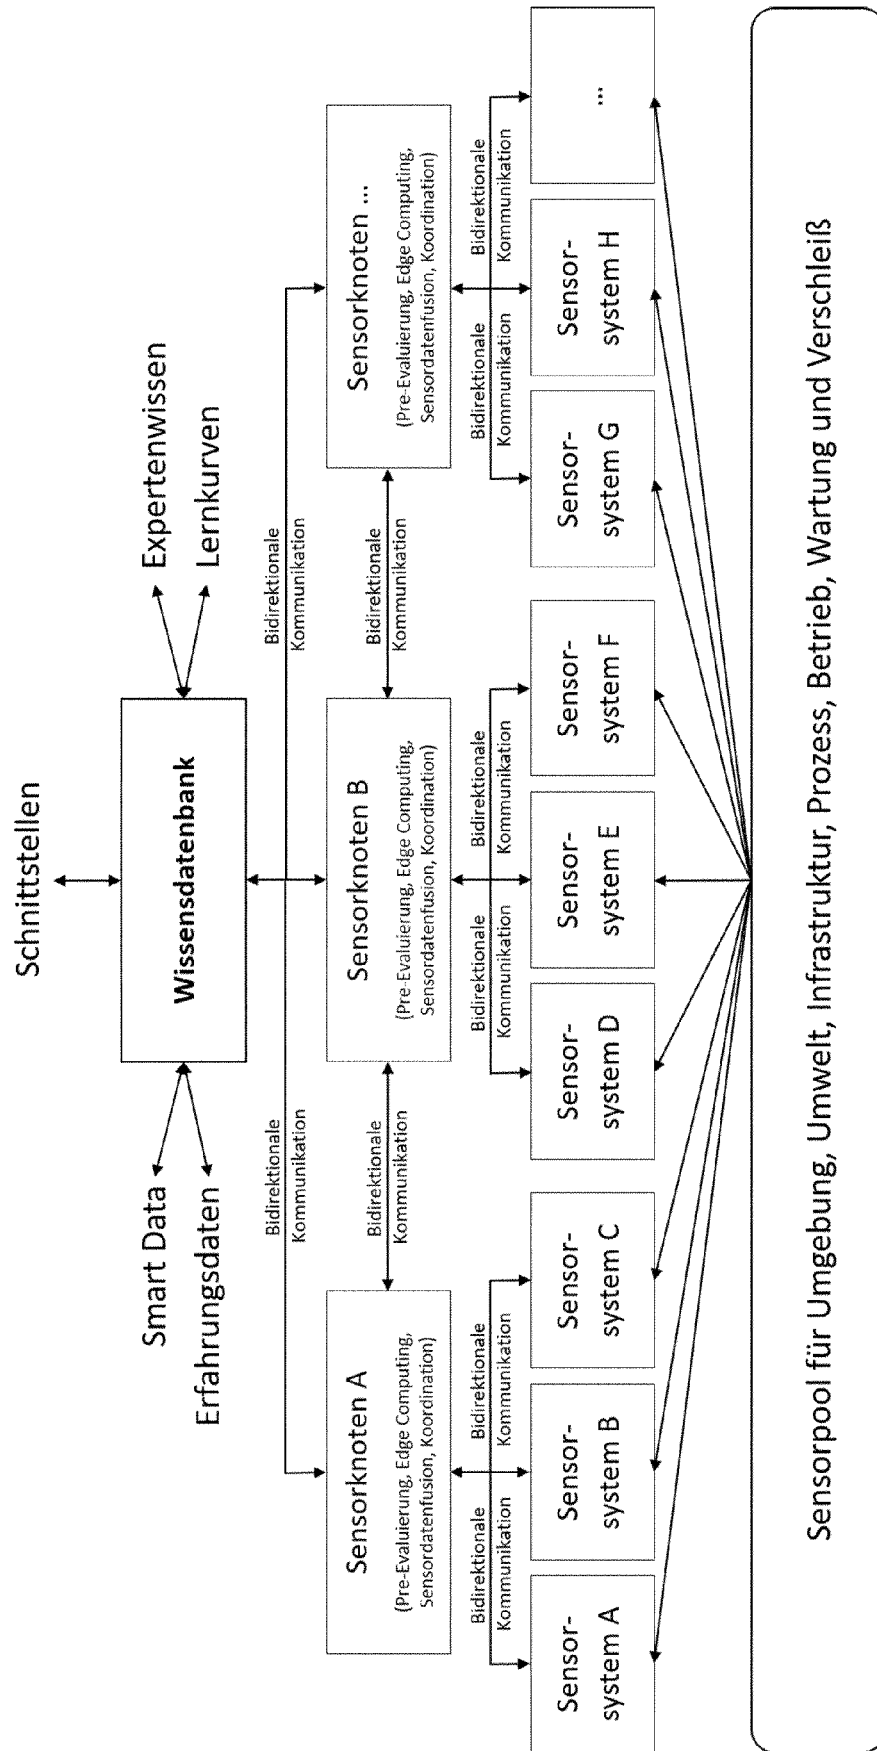 Schnittstellen
Smart Data
Erfahrungsdaten
Wissensdatenbank
Expertenwissen
Lernkurven
Bidirektionale
Kommunikation
Bidirektionale
Kommunikation
Sensorknoten A
(Pre-Evaluierung, Edge Computing,
Sensordatenfusion, Koordination)
Bidirektionale
Kommunikation
Sensorknoten B
(Pre-Evaluierung, Edge Computing,
Sensordatenfusion, Koordination)
Bidirektionale
Kommunikation
Sensorknoten ...
(Pre-Evaluierung, Edge Computing,
Sensordatenfusion, Koordination)
Bidirektionale
Kommunikation
Bidirektionale
Kommunikation
Bidirektionale
Kommunikation
Bidirektionale
Kommunikation
Bidirektionale
Kommunikation
Bidirektionale
Kommunikation
Sensor-
system A
Sensor-
system B
Sensor-
system C
Sensor-
system D
Sensor-
system E
Sensor-
system F
Sensor-
system G
Sensor-
system H
...
Sensorpool für Umgebung, Umwelt, Infrastruktur, Prozess, Betrieb, Wartung und Verschleiß